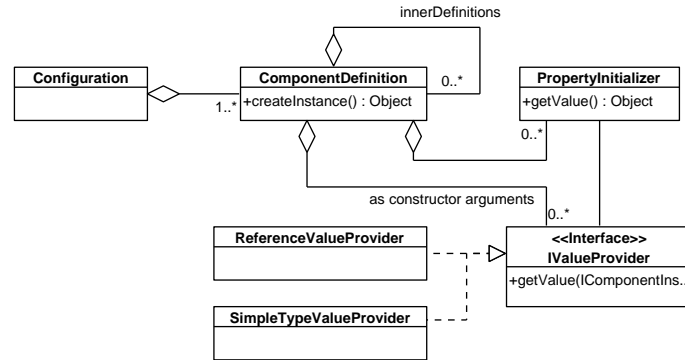 innerDefinitions
Configuration
ComponentDefinition
+createInstance() : Object
PropertyInitializer
+getValue() : Object
1..*
0..*
0..*
as constructor arguments
0..*
ReferenceValueProvider
<<Interface>>
IValueProvider
+getValue(IComponentIns..
SimpleTypeValueProvider